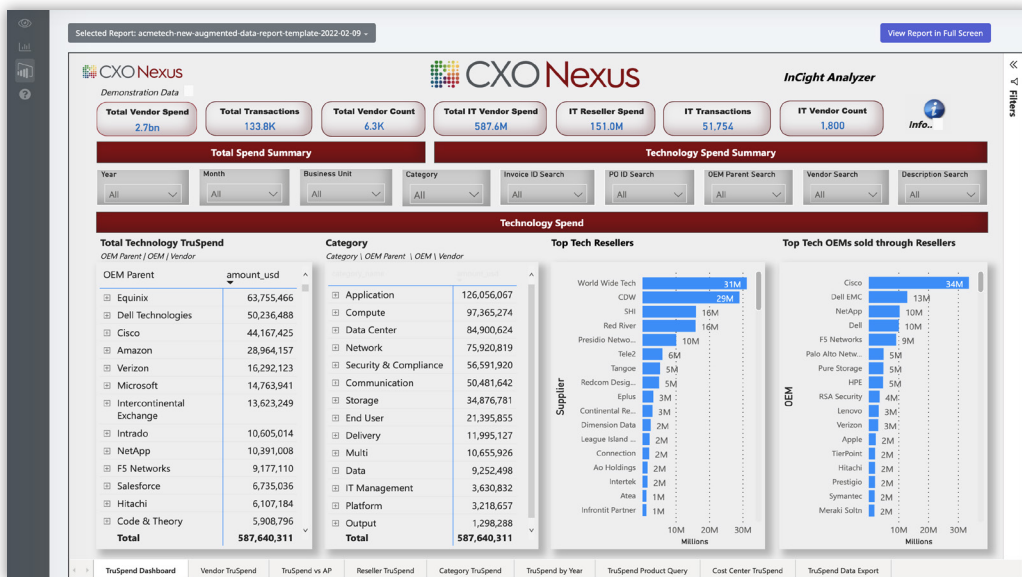 Selected Report: acmetech-new-augmented-data-report-template-2022-02-09
View Report in Full Screen
CXO Nexus
CXO Nexus
InCight Analyzer
Demonstration Data
Total Vendor Spend
2.7bn
Total Transactions
133.8K
Total Vendor Count
6.3K
Total IT Vendor Spend
587.6M
IT Reseller Spend
151.0M
IT Transactions
51,754
IT Vendor Count
1,800
Info..
Filters
Total Spend Summary
Technology Spend Summary
Year
All
Month
All
Business Unit
All
Category
All
Invoice ID Search
All
PO ID Search
All
OEM Parent Search
All
Vendor Search
All
Description Search
All
Technology Spend
Total Technology TruSpend
OEM Parent | OEM | Vendor
OEM Parent amount_usd
Equinix 63,755,466
Dell Technologies 50,236,488
Cisco 44,167,425
Amazon 28,964,157
Verizon 16,292,123
Microsoft 14,763,941
Intercontinental 13,623,249
Exchange
Intrado 10,605,014
NetApp 10,391,008
F5 Networks 9,177,110
Salesforce 6,735,036
Hitachi 6,107,184
Code & Theory 5,908,796
Total 587,640,311
Category
Category \ OEM Parent \ OEM \ Vendor
Application 126,056,067
Compute 97,365,274
Data Center 84,900,624
Network 75,920,819
Security & Compliance 56,591,920
Communication 50,481,642
Storage 34,876,781
End User 21,395,855
Delivery 11,995,127
Multi 10,655,926
Data 9,252,498
IT Management 3,630,832
Platform 3,218,657
Output 1,298,288
Total 587,640,311
Top Tech Resellers
Supplier
World Wide Tech 31M
CDW 29M
SHI 16M
Red River 16M
Presidio Netwo... 10M
Tele2 6M
Tangoe 5M
Redcom Desig... 5M
Eplus 3M
Continental Re... 3M
Dimension Data 2M
League Island ... 2M
Connection 2M
Ao Holdings 2M
Intertek 2M
Atea 1M
Infrontit Partner 1M
10M 20M 30M
Millions
Top Tech OEMs sold through Resellers
OEM
Cisco 34M
Dell EMC 13M
NetApp 10M
Dell 10M
F5 Networks 9M
Palo Alto Netw... 5M
Pure Storage 5M
HPE 5M
RSA Security 4M
Lenovo 3M
Verizon 3M
Apple 2M
TierPoint 2M
Hitachi 2M
Prestigio 2M
Symantec 2M
Meraki Soltn 2M
10M 20M 30M
Millions
TruSpend Dashboard
Vendor TruSpend
TruSpend vs AP
Reseller TruSpend
Category TruSpend
TruSpend by Year
TruSpend Product Query
Cost Center TruSpend
TruSpend Data Export